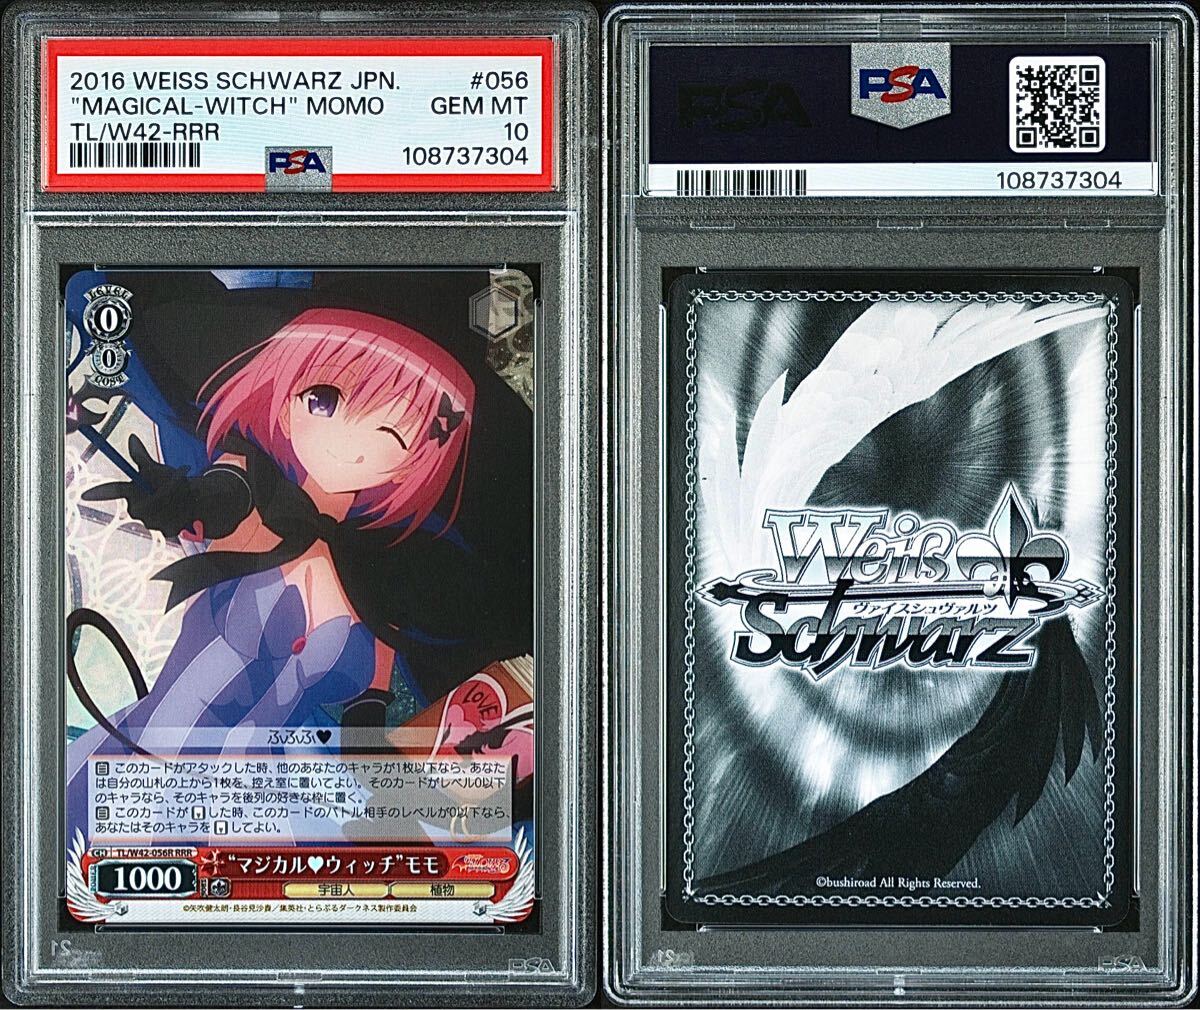 2016 WEISS SCHWARZ JPN. #056
"MAGICAL-WITCH" MOMO GEM MT
TL/W42-RRR 10
PSA
108737304
LEVEL
0
0
COST
LOVE
ふふふ♥
このカードがアタックした時、他のあなたのキャラが1枚以下なら、あなた
は自分の山札の上から1枚を、控え室に置いてよい。そのカードがレベル0以下
のキャラなら、そのキャラを後列の好きな枠に置く。
このカードが した時、このカードのバトル相手のレベルが0以下なら、
あなたはそのキャラを してよい。
TL/W42-056R RRR
1000
“マジカル♥ウィッチ”モモ
宇宙人 植物
©矢吹健太朗・長谷見沙貴/集英社・とらぶるダークネス製作委員会
PSA
PSA
PSA
108737304
Weiß
ヴァイスシュヴァルツ
Schwarz
©bushiroad All Rights Reserved.
PSA